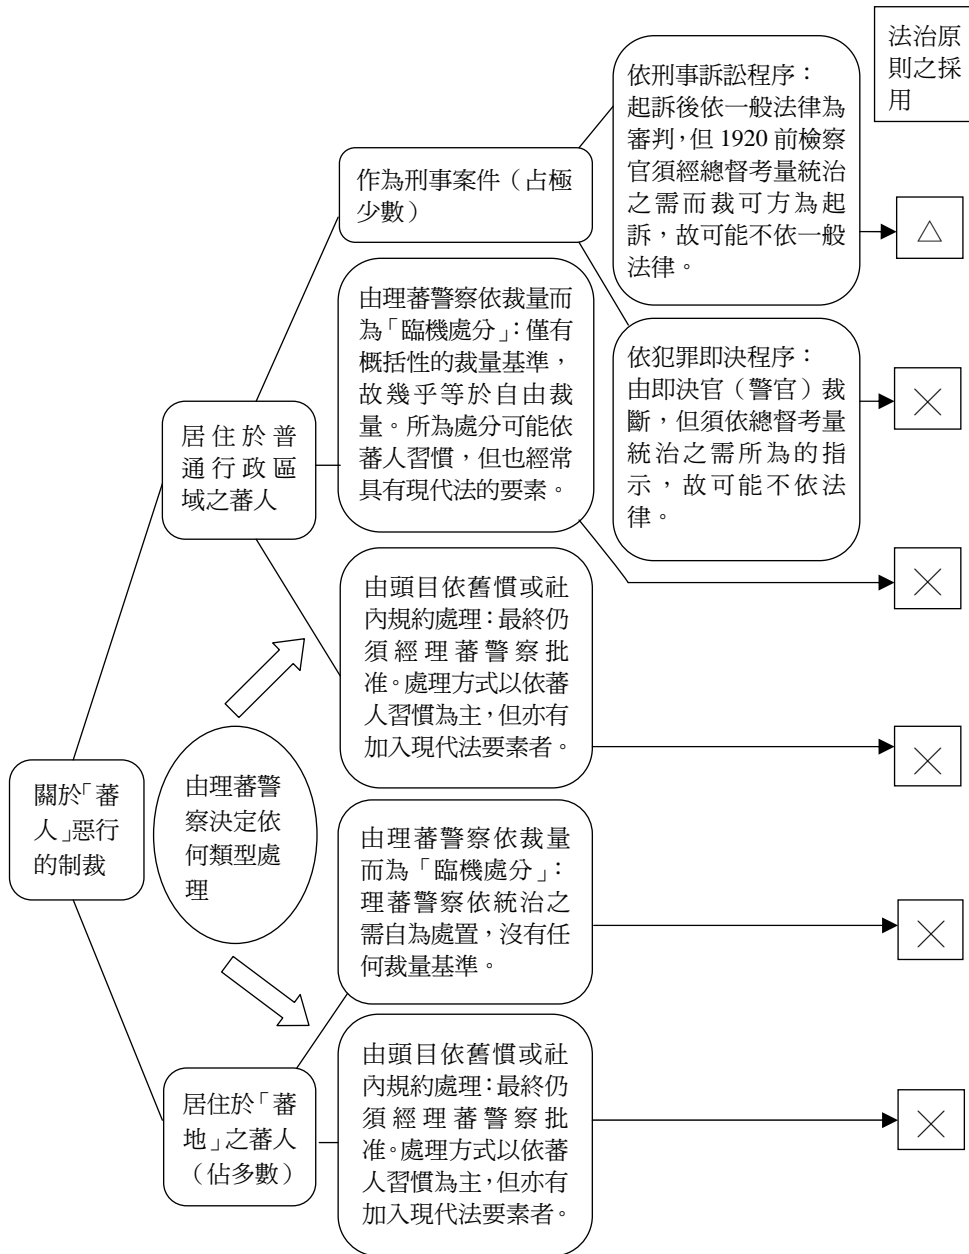 法治原
則之採
用
依刑事訴訟程序：
起訴後依一般法律為
審判，但 1920 前檢察
官須經總督考量統治
之需而裁可方為起
訴，故可能不依一般
法律。
△
作為刑事案件（占極
少數）
依犯罪即決程序：
由即決官（警官）裁
斷，但須依總督考量
統治之需所為的指
示，故可能不依法
律。
×
由理蕃警察依裁量而
為「臨機處分」：僅有
概括性的裁量基準，
故幾乎等於自由裁
量。所為處分可能依
蕃人習慣，但也經常
具有現代法的要素。
×
居住於普
通行政區
域之蕃人
由頭目依舊慣或社
內規約處理：最終仍
須經理蕃警察批
准。處理方式以依蕃
人習慣為主，但亦有
加入現代法要素者。
×
關於「蕃
人」惡行
的制裁
由理蕃警
察決定依
何類型處
理
由理蕃警察依裁量
而為「臨機處分」：
理蕃警察依統治之
需自為處置，沒有任
何裁量基準。
×
居住於「蕃
地」之蕃人
（佔多數）
由頭目依舊慣或社
內規約處理：最終仍
須經理蕃警察批
准。處理方式以依蕃
人習慣為主，但亦有
加入現代法要素者。
×